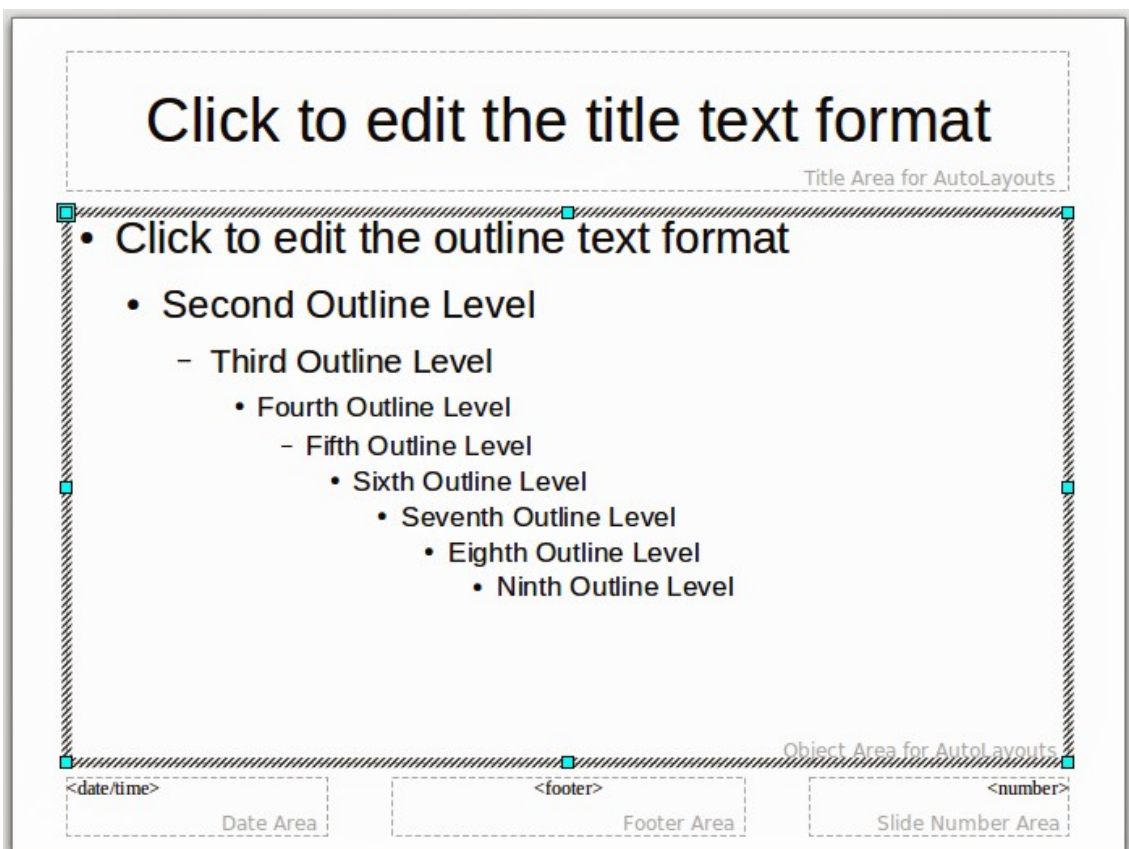 Click to edit the title text format
Title Area for AutoLayouts
• Click to edit the outline text format
• Second Outline Level
– Third Outline Level
• Fourth Outline Level
– Fifth Outline Level
• Sixth Outline Level
• Seventh Outline Level
• Eighth Outline Level
• Ninth Outline Level
Object Area for AutoLayouts
<date/time> <footer> <number>
Date Area Footer Area Slide Number Area